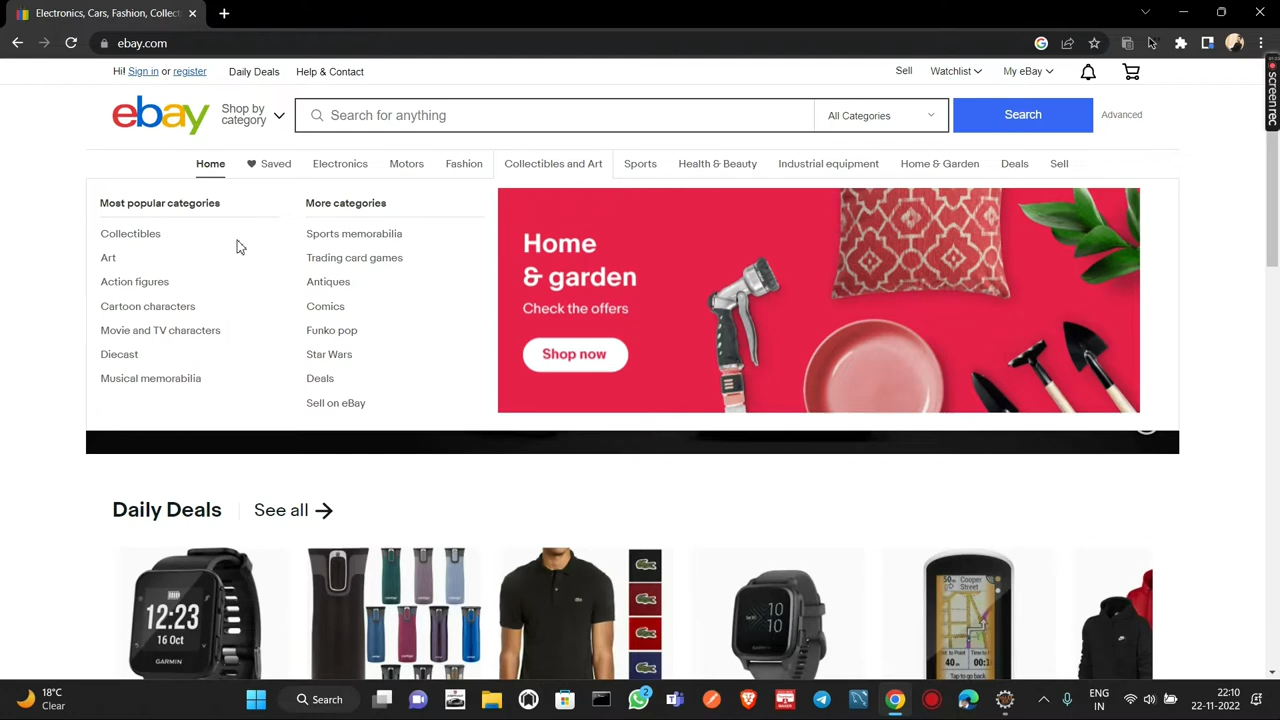 Electronics, Cars, Fashion, Collect
ebay.com
Hi! Sign in or register
Daily Deals
Help & Contact
Sell
Watchlist
My eBay
ebay
Shop by
category
Search for anything
All Categories
Search
Advanced
Home
Saved
Electronics
Motors
Fashion
Collectibles and Art
Sports
Health & Beauty
Industrial equipment
Home & Garden
Deals
Sell
Most popular categories
Collectibles
Art
Action figures
Cartoon characters
Movie and TV characters
Diecast
Musical memorabilia
More categories
Sports memorabilia
Trading card games
Antiques
Comics
Funko pop
Star Wars
Deals
Sell on eBay
Home
& garden
Check the offers
Shop now
screenrec
Daily Deals
See all
12:23
16 Oct
GARMIN
10
10
Cooper
Street
18°C
Clear
Search
2
ENG
IN
22:10
22-11-2022